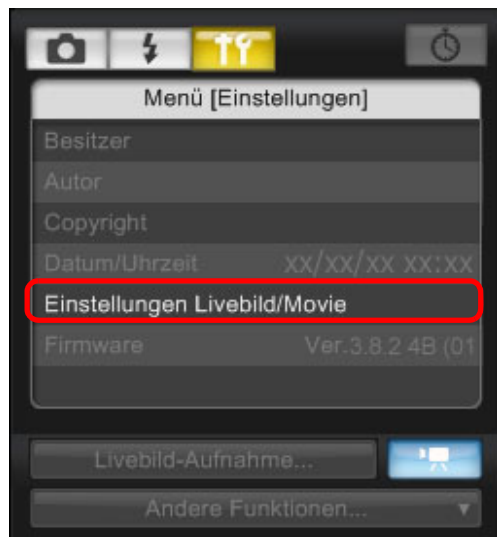 Menü [Einstellungen]
Besitzer
Autor
Copyright
Datum/Uhrzeit xx/xx/xx xx:xx
Einstellungen Livebild/Movie
Firmware Ver.3.8.2 4B (01
Livebild-Aufnahme...
Andere Funktionen...